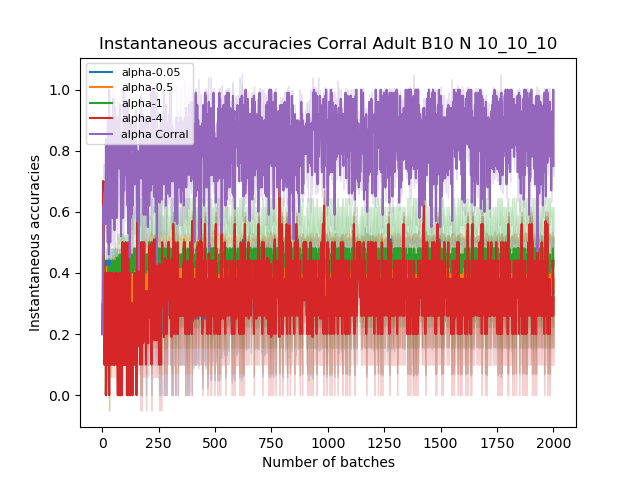 Instantaneous accuracies Corral Adult B10 N 10_10_10
alpha-0.05
alpha-0.5
alpha-1
alpha-4
alpha Corral
1.0
0.8
0.6
0.4
0.2
0.0
Instantaneous accuracies
0 250 500 750 1000 1250 1500 1750 2000
Number of batches